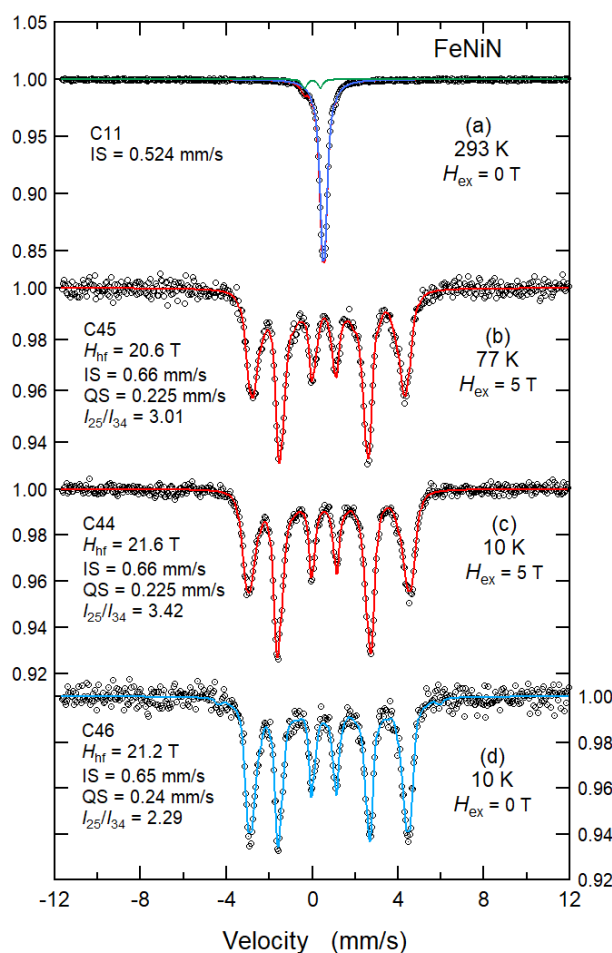 FeNiN
1.05
1.00
0.95
0.90
0.85
C11
IS = 0.524 mm/s
(a)
293 K
Hex = 0 T
1.00
0.98
0.96
0.94
C45
Hhf = 20.6 T
IS = 0.66 mm/s
QS = 0.225 mm/s
I25/I34 = 3.01
(b)
77 K
Hex = 5 T
1.00
0.98
0.96
0.94
0.92
C44
Hhf = 21.6 T
IS = 0.66 mm/s
QS = 0.225 mm/s
I25/I34 = 3.42
(c)
10 K
Hex = 5 T
C46
Hhf = 21.2 T
IS = 0.65 mm/s
QS = 0.24 mm/s
I25/I34 = 2.29
(d)
10 K
Hex = 0 T
1.00
0.98
0.96
0.94
0.92
-12 -8 -4 0 4 8 12
Velocity (mm/s)